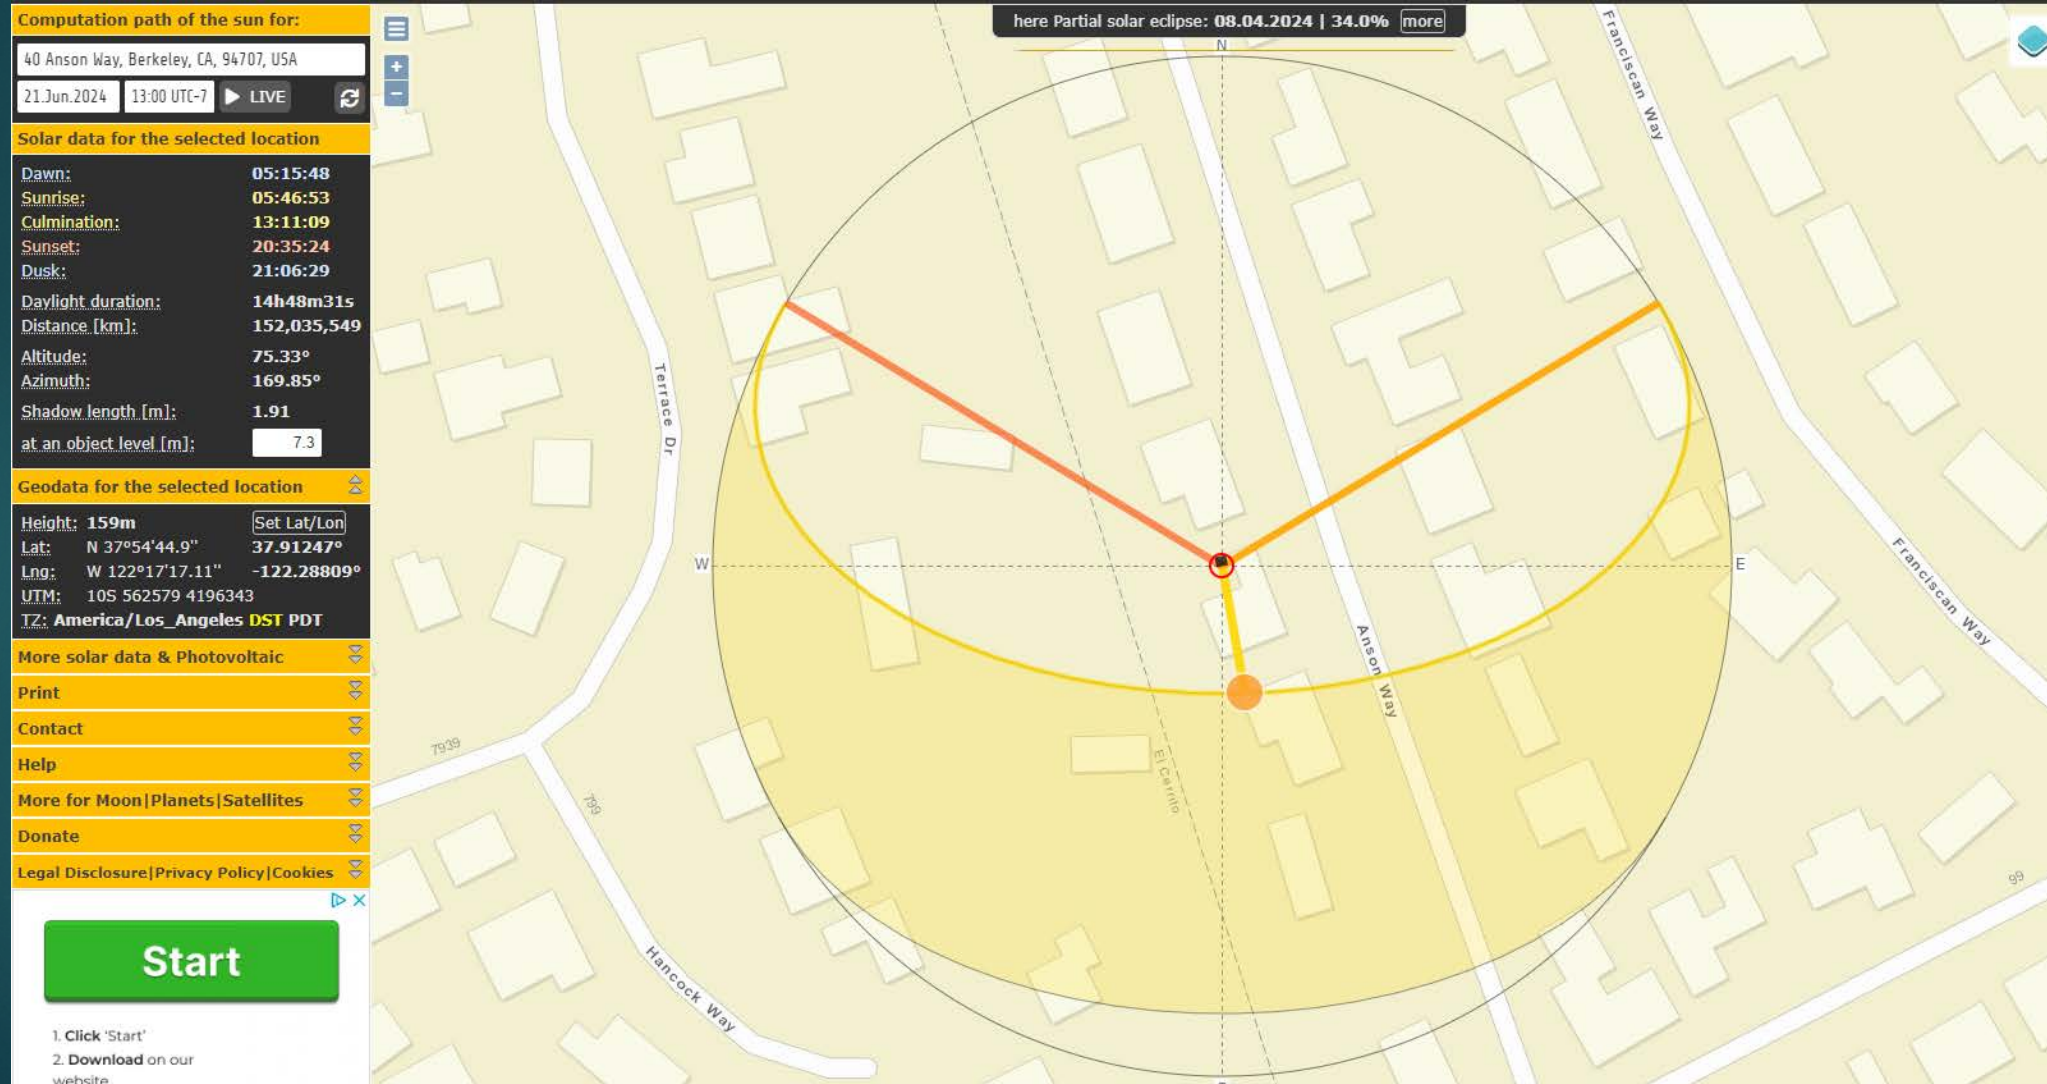 Computation path of the sun for:
40 Anson Way, Berkeley, CA, 94707, USA
21.Jun.2024 13:00 UTC-7 LIVE
Solar data for the selected location
Dawn: 05:15:48
Sunrise: 05:46:53
Culmination: 13:11:09
Sunset: 20:35:24
Dusk: 21:06:29
Daylight duration: 14h48m31s
Distance [km]: 152,035,549
Altitude: 75.33°
Azimuth: 169.85°
Shadow length [m]: 1.91
at an object level [m]: 7.3
Geodata for the selected location
Height: 159m Set Lat/Lon
Lat: N 37°54'44.9'' 37.91247°
Lng: W 122°17'17.11'' -122.28809°
UTM: 10S 562579 4196343
TZ: America/Los_Angeles DST PDT
More solar data & Photovoltaic
Print
Contact
Help
More for Moon|Planets|Satellites
Donate
Legal Disclosure|Privacy Policy|Cookies
Start
1. Click 'Start'
2. Download on our
website
here Partial solar eclipse: 08.04.2024 | 34.0% more
N
Franciscan Way
Terrace Dr
W
E
Franciscan Way
Anson Way
7939
El Cerrito
799
99
Hancock Way